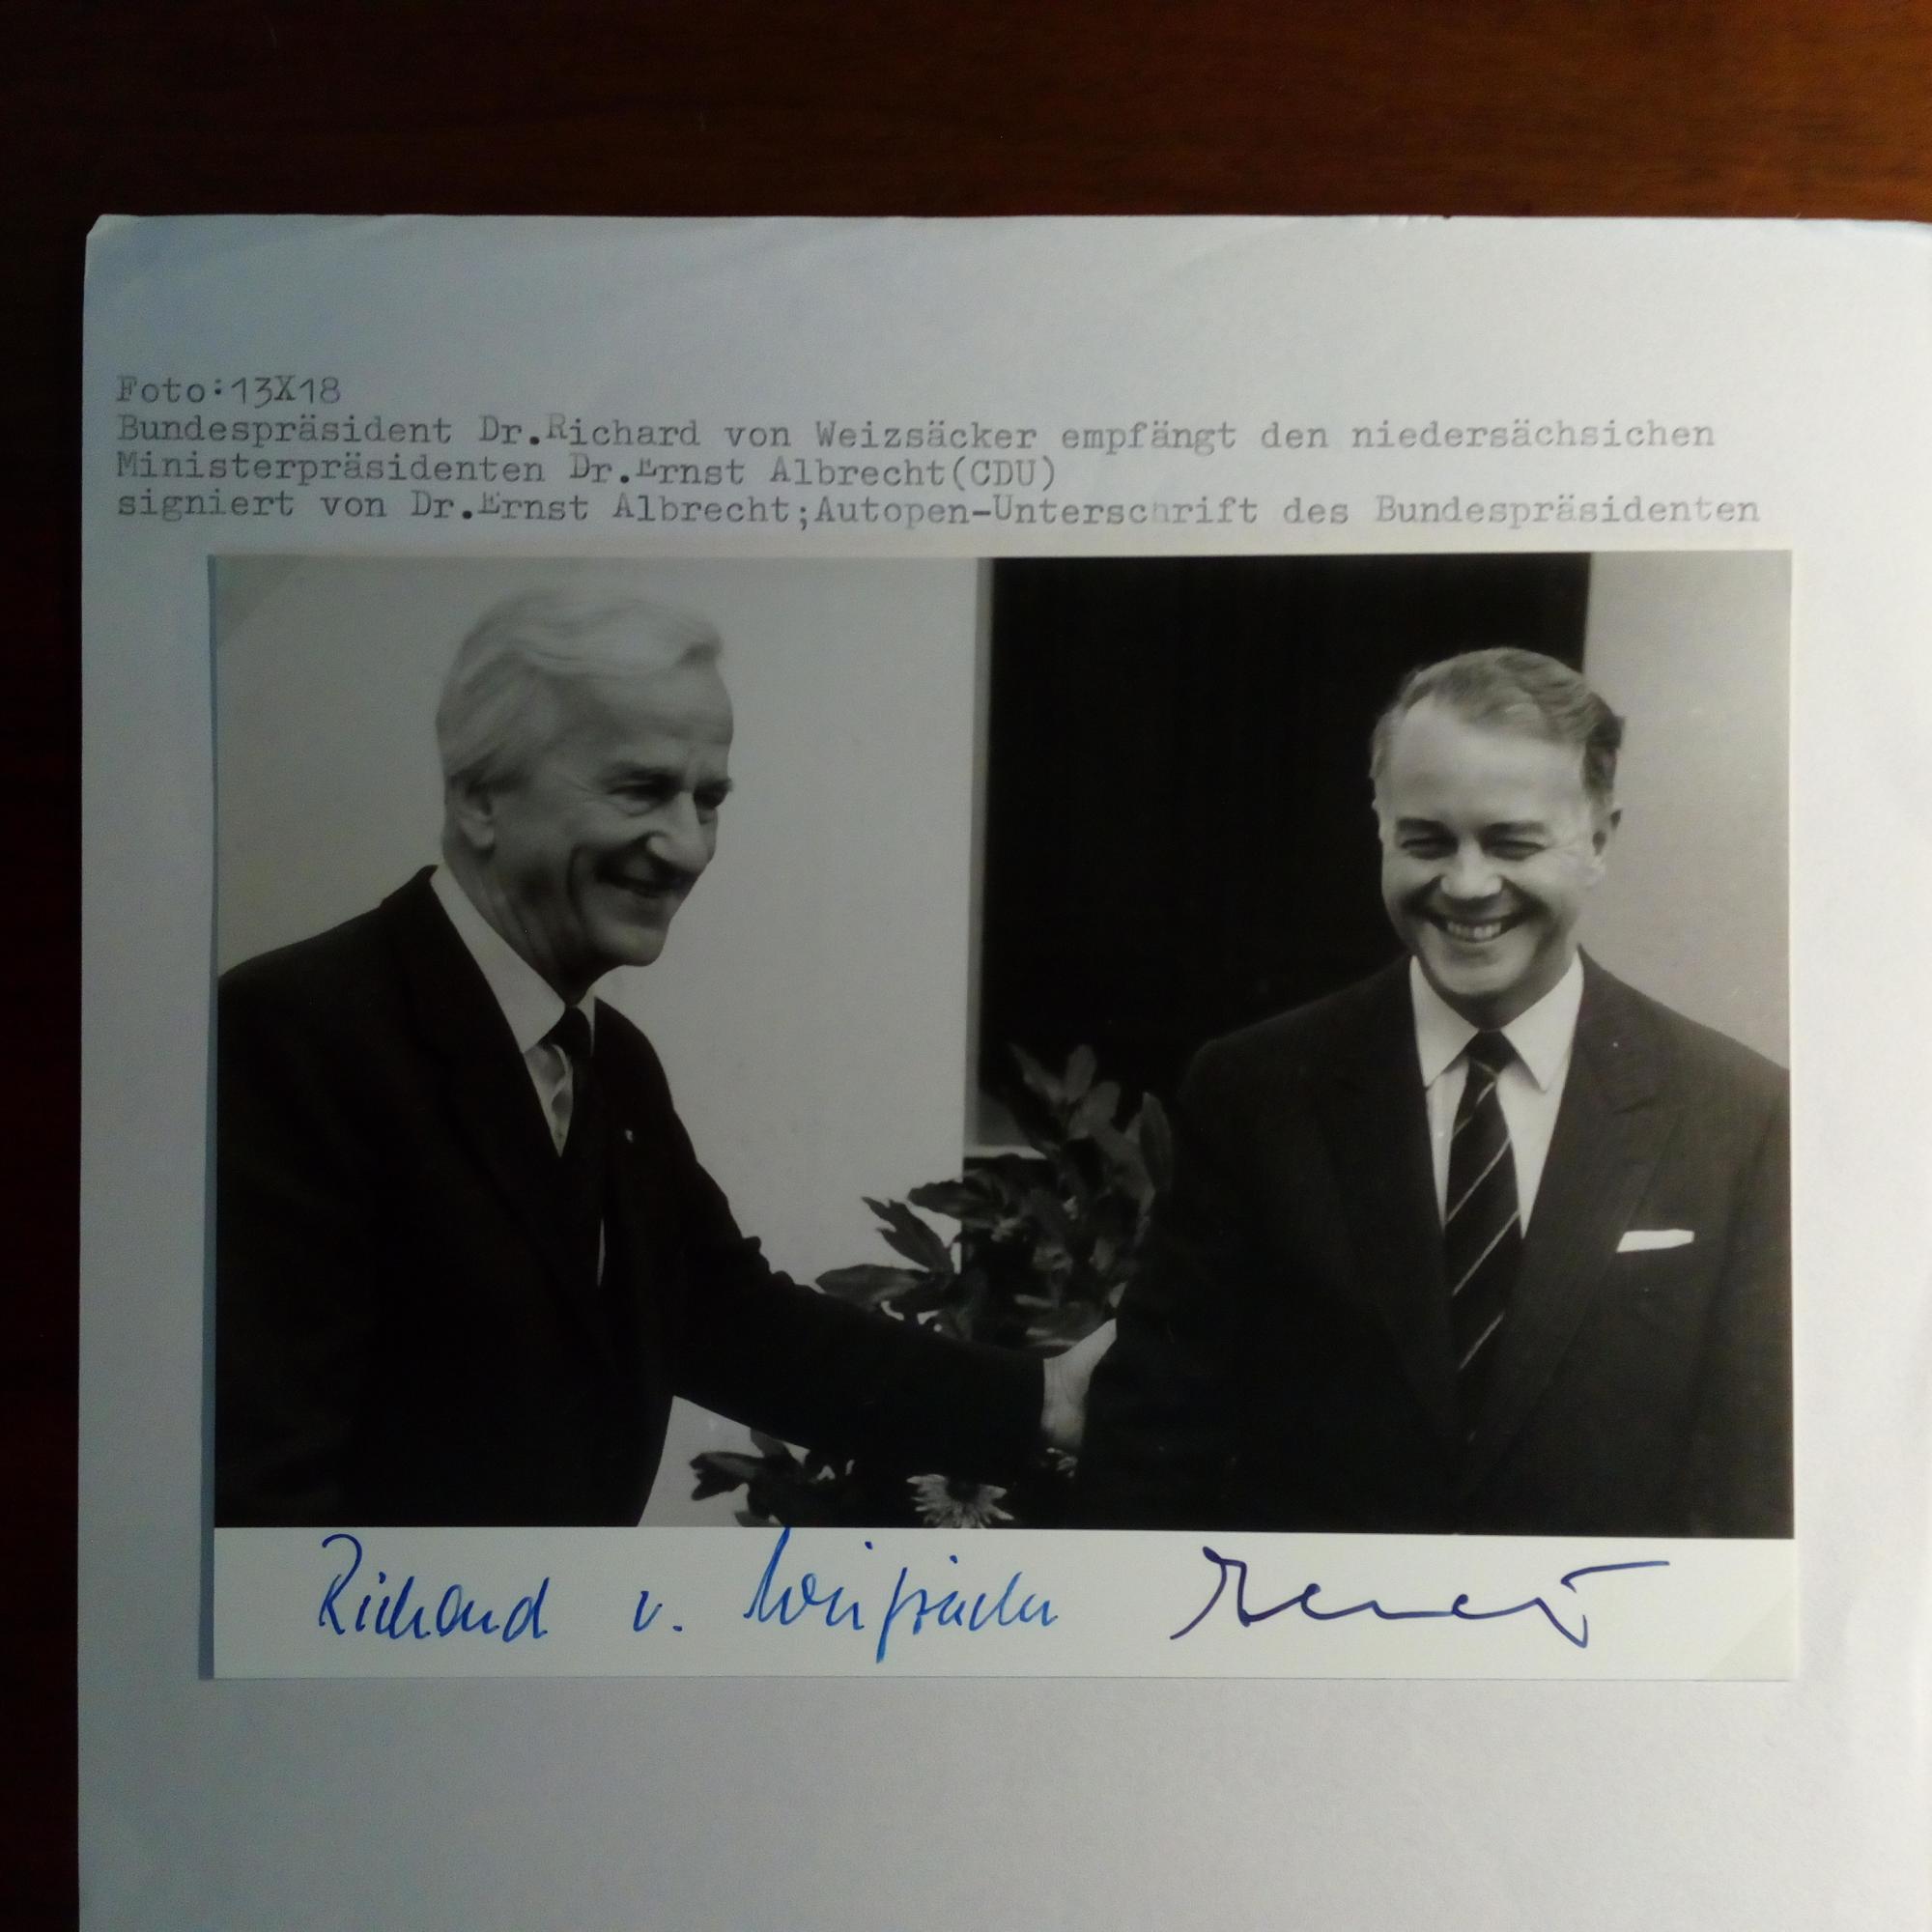 Foto:13X18
Bundespräsident Dr.Richard von Weizsäcker empfängt den niedersächsichen
Ministerpräsidenten Dr.Ernst Albrecht(CDU)
signiert von Dr.Ernst Albrecht;Autopen-Unterschrift des Bundespräsidenten
Richard v. Weizsäcker